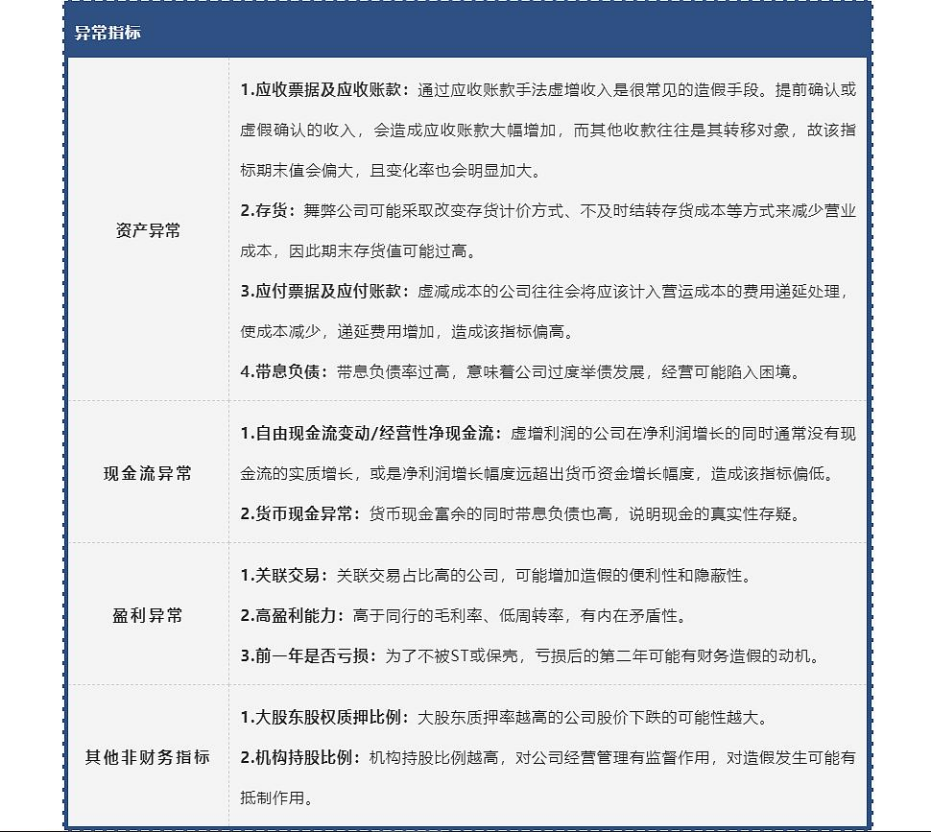 异常指标
资产异常
1.应收票据及应收账款：通过应收账款手法虚增收入是很常见的造假手段。提前确认或
虚假确认的收入，会造成应收账款大幅增加，而其他收款往往是其转移对象，故该指
标期末值会偏大，且变化率也会明显加大。
2.存货：舞弊公司可能采取改变存货计价方式、不及时结转存货成本等方式来减少营业
成本，因此期末存货值可能过高。
3.应付票据及应付账款：虚减成本的公司往往会将应该计入营运成本的费用递延处理，
使成本减少，递延费用增加，造成该指标偏高。
4.带息负债：带息负债率过高，意味着公司过度举债发展，经营可能陷入困境。
现金流异常
1.自由现金流变动/经营性净现金流：虚增利润的公司在净利润增长的同时通常没有现
金流的实质增长，或是净利润增长幅度远超出货币资金增长幅度，造成该指标偏低。
2.货币现金异常：货币现金富余的同时带息负债也高，说明现金的真实性存疑。
盈利异常
1.关联交易：关联交易占比高的公司，可能增加造假的便利性和隐蔽性。
2.高盈利能力：高于同行的毛利率、低周转率，有内在矛盾性。
3.前一年是否亏损：为了不被ST或保壳，亏损后的第二年可能有财务造假的动机。
其他非财务指标
1.大股东股权质押比例：大股东质押率越高的公司股价下跌的可能性越大。
2.机构持股比例：机构持股比例越高，对公司经营管理有监督作用，对造假发生可能有
抵制作用。